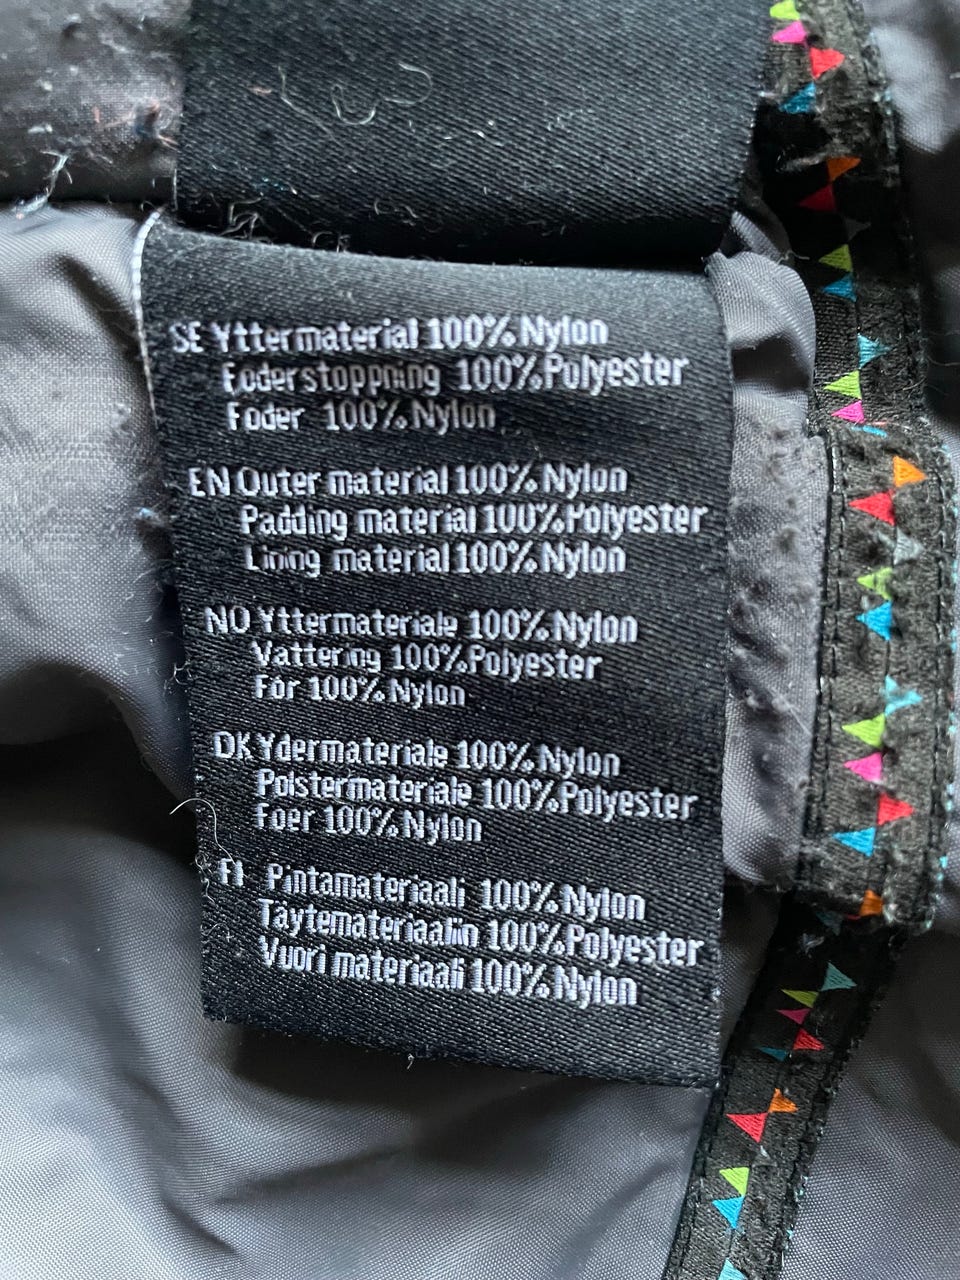 SE Yttermaterial 100% Nylon
Foderstoppning 100% Polyester
Foder 100% Nylon
EN Outer material 100% Nylon
Padding material 100% Polyester
Lining material 100% Nylon
NO Yttermateriale 100% Nylon
Vattering 100% Polyester
Fór 100% Nylon
DK Ydermateriale 100% Nylon
Polstermateriale 100% Polyester
Foer 100% Nylon
FI Pintamateriaali 100% Nylon
Täytemateriaaliin 100% Polyester
Vuori materiaali 100% Nylon